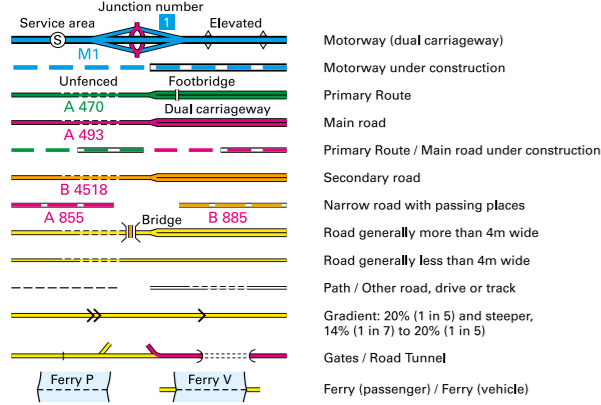 Junction number
Service area
1
Elevated
S
M1
Motorway (dual carriageway)
Motorway under construction
Unfenced
Footbridge
A 470
Primary Route
Dual carriageway
A 493
Main road
Primary Route / Main road under construction
B 4518
Secondary road
A 855
B 885
Narrow road with passing places
Bridge
Road generally more than 4m wide
Road generally less than 4m wide
Path / Other road, drive or track
Gradient: 20% (1 in 5) and steeper,
14% (1 in 7) to 20% (1 in 5)
Gates / Road Tunnel
Ferry P
Ferry V
Ferry (passenger) / Ferry (vehicle)